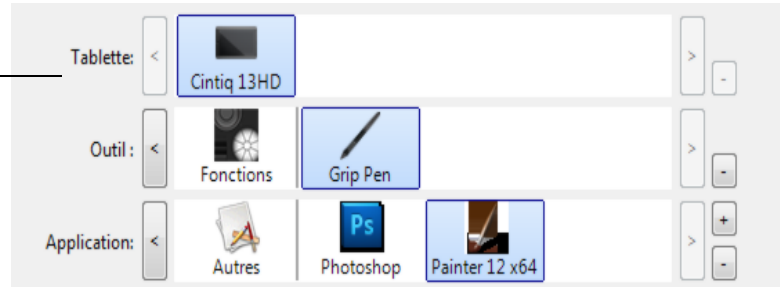 Tablette: < Cintiq 13HD > -
Outil : < Fonctions Grip Pen > -
Application: < Autres Ps Photoshop Painter 12 x64 > + -